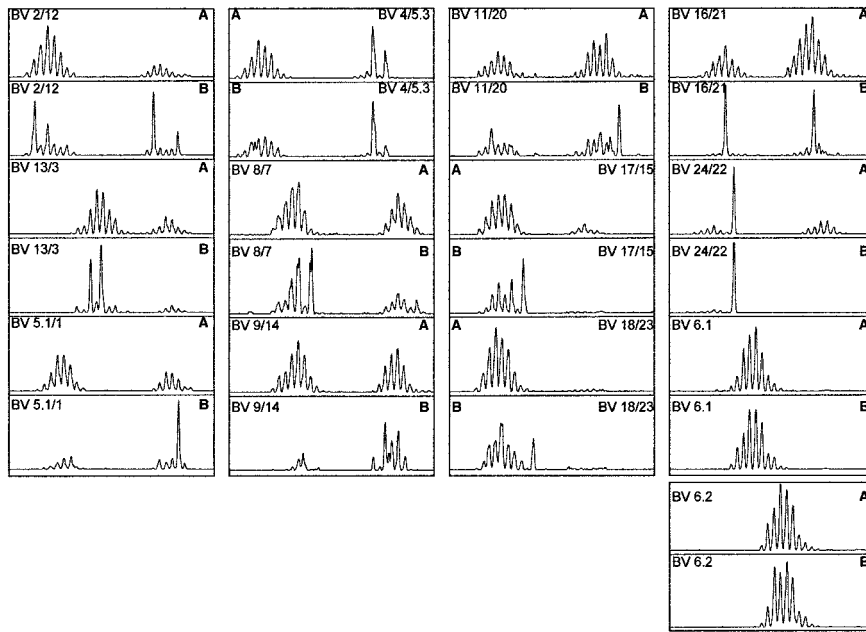 BV 2/12 A
BV 2/12 B
BV 13/3 A
BV 13/3 B
BV 5.1/1 A
BV 5.1/1 B
A BV 4/5.3
B BV 4/5.3
BV 8/7 A
BV 8/7 B
BV 9/14 A
BV 9/14 B
BV 11/20 A
BV 11/20 B
A BV 17/15
B BV 17/15
A BV 18/23
B BV 18/23
BV 16/21 A
BV 16/21 B
BV 24/22 A
BV 24/22 B
BV 6.1 A
BV 6.1 B
BV 6.2 A
BV 6.2 B